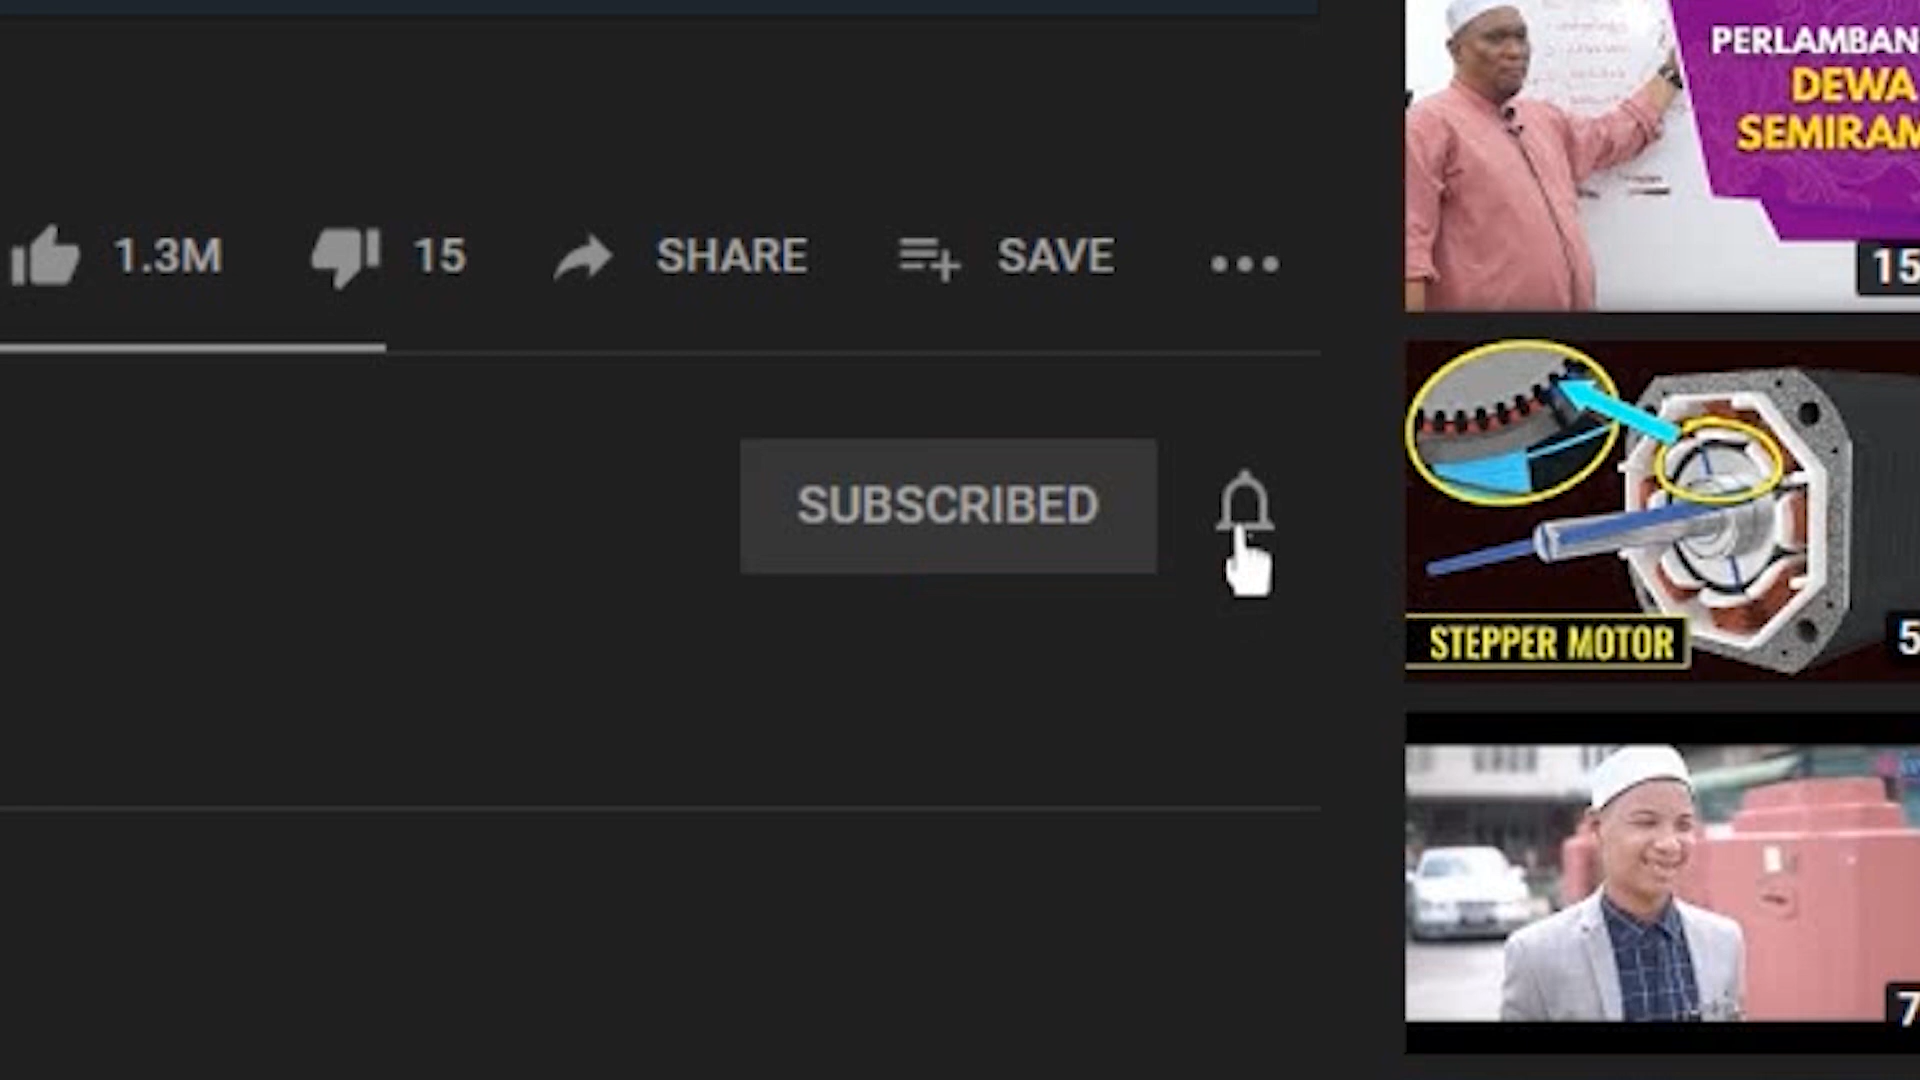 1.3M 15 SHARE SAVE
SUBSCRIBED
PERLAMBAN
DEWA
SEMIRAM
15
STEPPER MOTOR
5
7